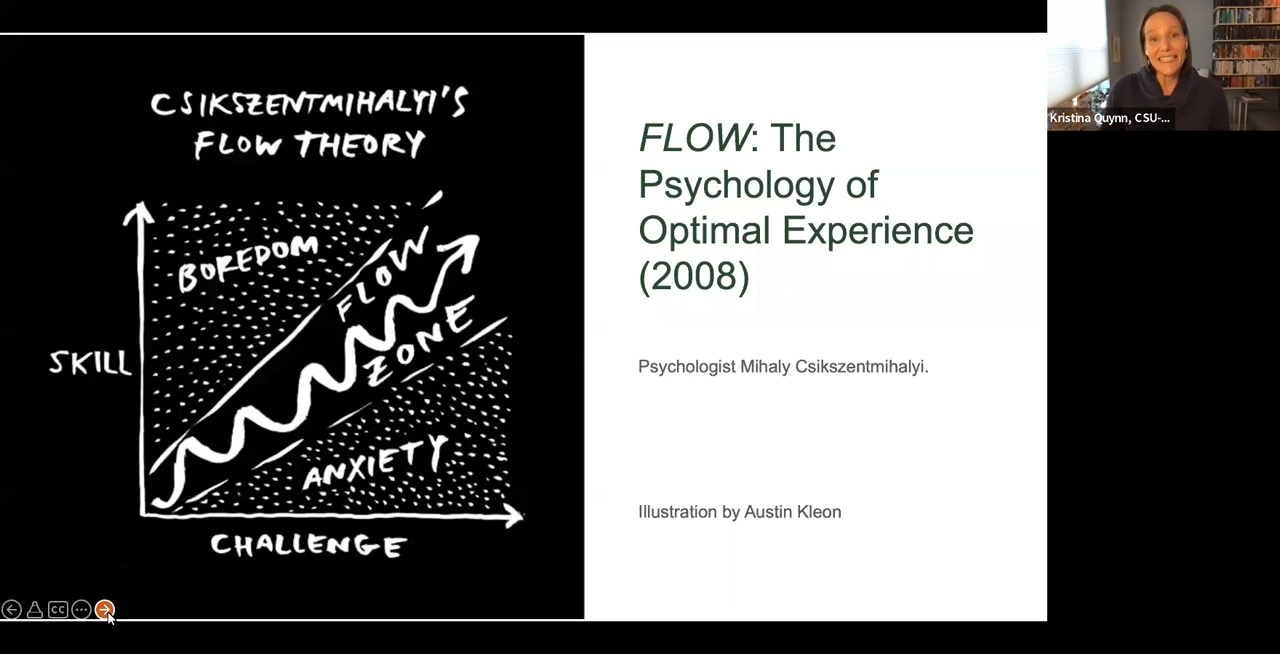 CSIKSZENTMIHALYI'S
FLOW THEORY
BOREDOM
FLOW
ZONE
SKILL
ANXIETY
CHALLENGE
FLOW: The
Psychology of
Optimal Experience
(2008)
Psychologist Mihaly Csikszentmihalyi.
Illustration by Austin Kleon
Kristina Quynn, CSU-...
CC